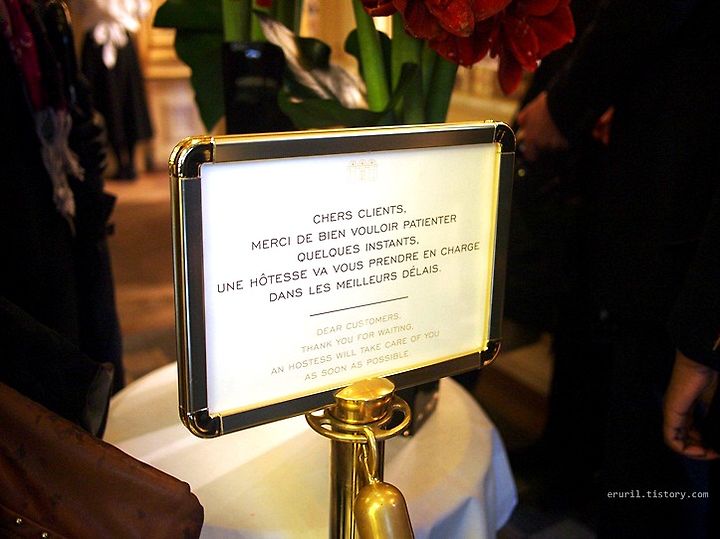 CHERS CLIENTS,
MERCI DE BIEN VOULOIR PATIENTER
QUELQUES INSTANTS,
UNE HÔTESSE VA VOUS PRENDRE EN CHARGE
DANS LES MEILLEURS DÉLAIS.
DEAR CUSTOMERS,
THANK YOU FOR WAITING,
AN HOSTESS WILL TAKE CARE OF YOU
AS SOON AS POSSIBLE.
eruril.tistory.com